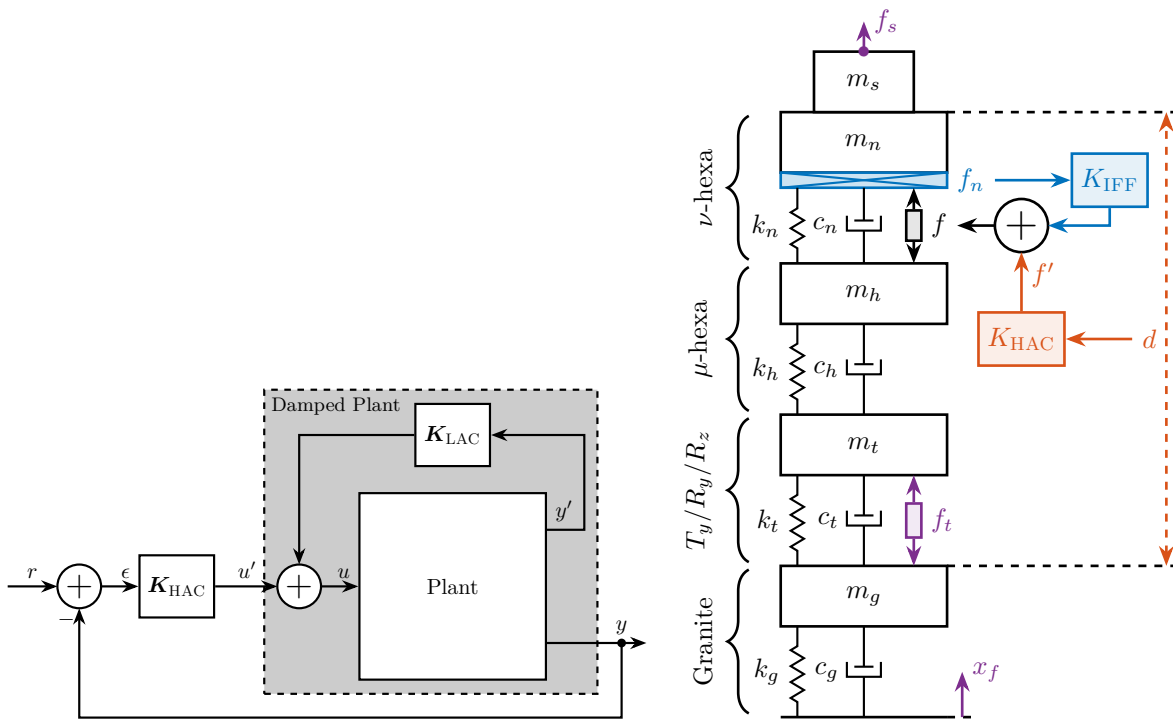 Damped Plant
K_LAC
y′
r
ϵ
K_HAC
u′
+
u
Plant
y
−
+
f_s
m_s
ν-hexa
m_n
f_n
K_IFF
k_n
c_n
f
+
f′
μ-hexa
m_h
K_HAC
d
k_h
c_h
T_y/R_y/R_z
m_t
k_t
c_t
f_t
Granite
m_g
k_g
c_g
x_f